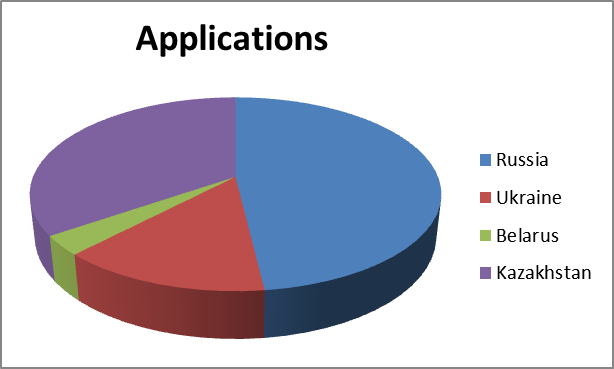 Applications
Russia
Ukraine
Belarus
Kazakhstan